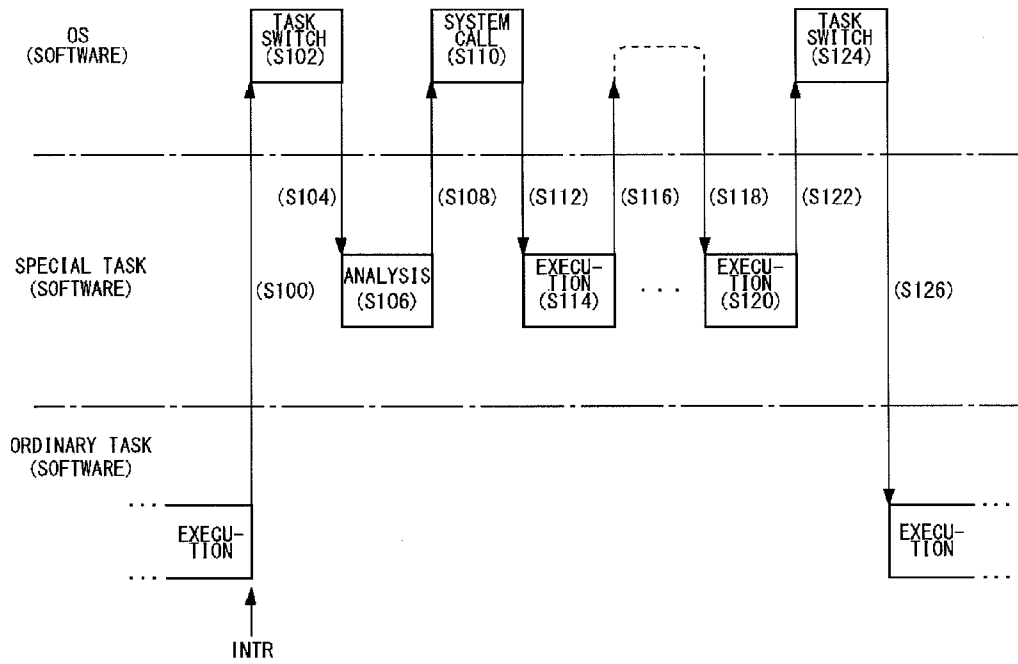 OS
(SOFTWARE)
TASK
SWITCH
(S102)
SYSTEM
CALL
(S110)
TASK
SWITCH
(S124)
(S104)
(S108)
(S112)
(S116)
(S118)
(S122)
SPECIAL TASK
(SOFTWARE)
(S100)
ANALYSIS
(S106)
EXECU-
TION
(S114)
...
EXECU-
TION
(S120)
(S126)
ORDINARY TASK
(SOFTWARE)
...
EXECU-
TION
...
...
EXECU-
TION
...
INTR